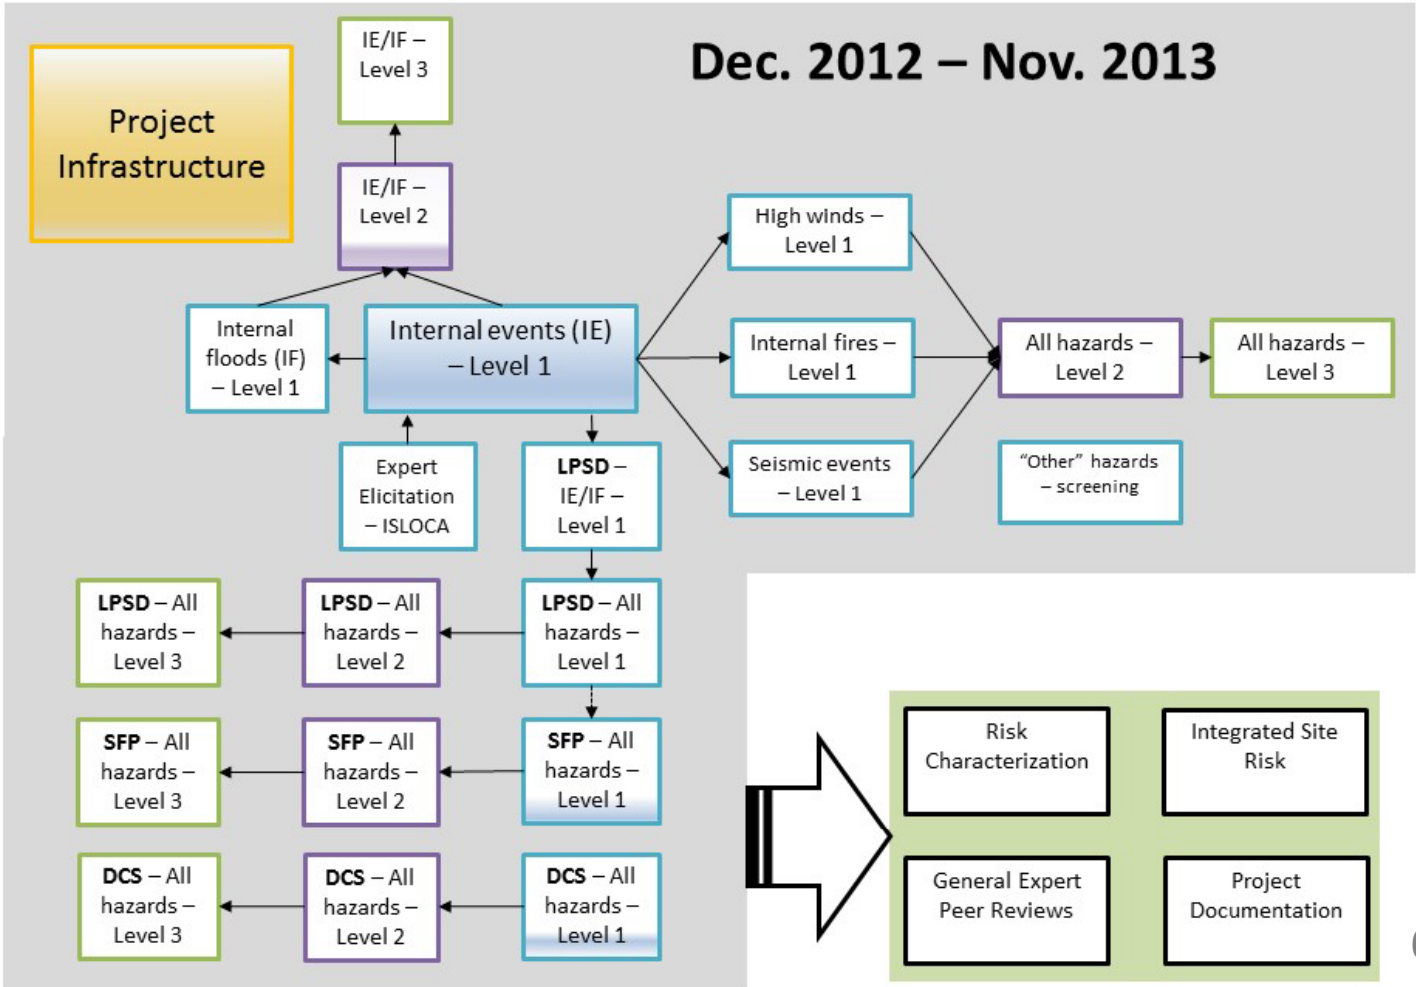 Dec. 2012 – Nov. 2013
Project
Infrastructure
IE/IF –
Level 3
IE/IF –
Level 2
Internal
floods (IF)
– Level 1
Internal events (IE)
– Level 1
High winds –
Level 1
Internal fires –
Level 1
Seismic events
– Level 1
All hazards –
Level 2
All hazards –
Level 3
"Other" hazards
– screening
Expert
Elicitation
– ISLOCA
LPSD –
IE/IF –
Level 1
LPSD – All
hazards –
Level 3
LPSD – All
hazards –
Level 2
LPSD – All
hazards –
Level 1
SFP – All
hazards –
Level 3
SFP – All
hazards –
Level 2
SFP – All
hazards –
Level 1
DCS – All
hazards –
Level 3
DCS – All
hazards –
Level 2
DCS – All
hazards –
Level 1
Risk
Characterization
Integrated Site
Risk
General Expert
Peer Reviews
Project
Documentation